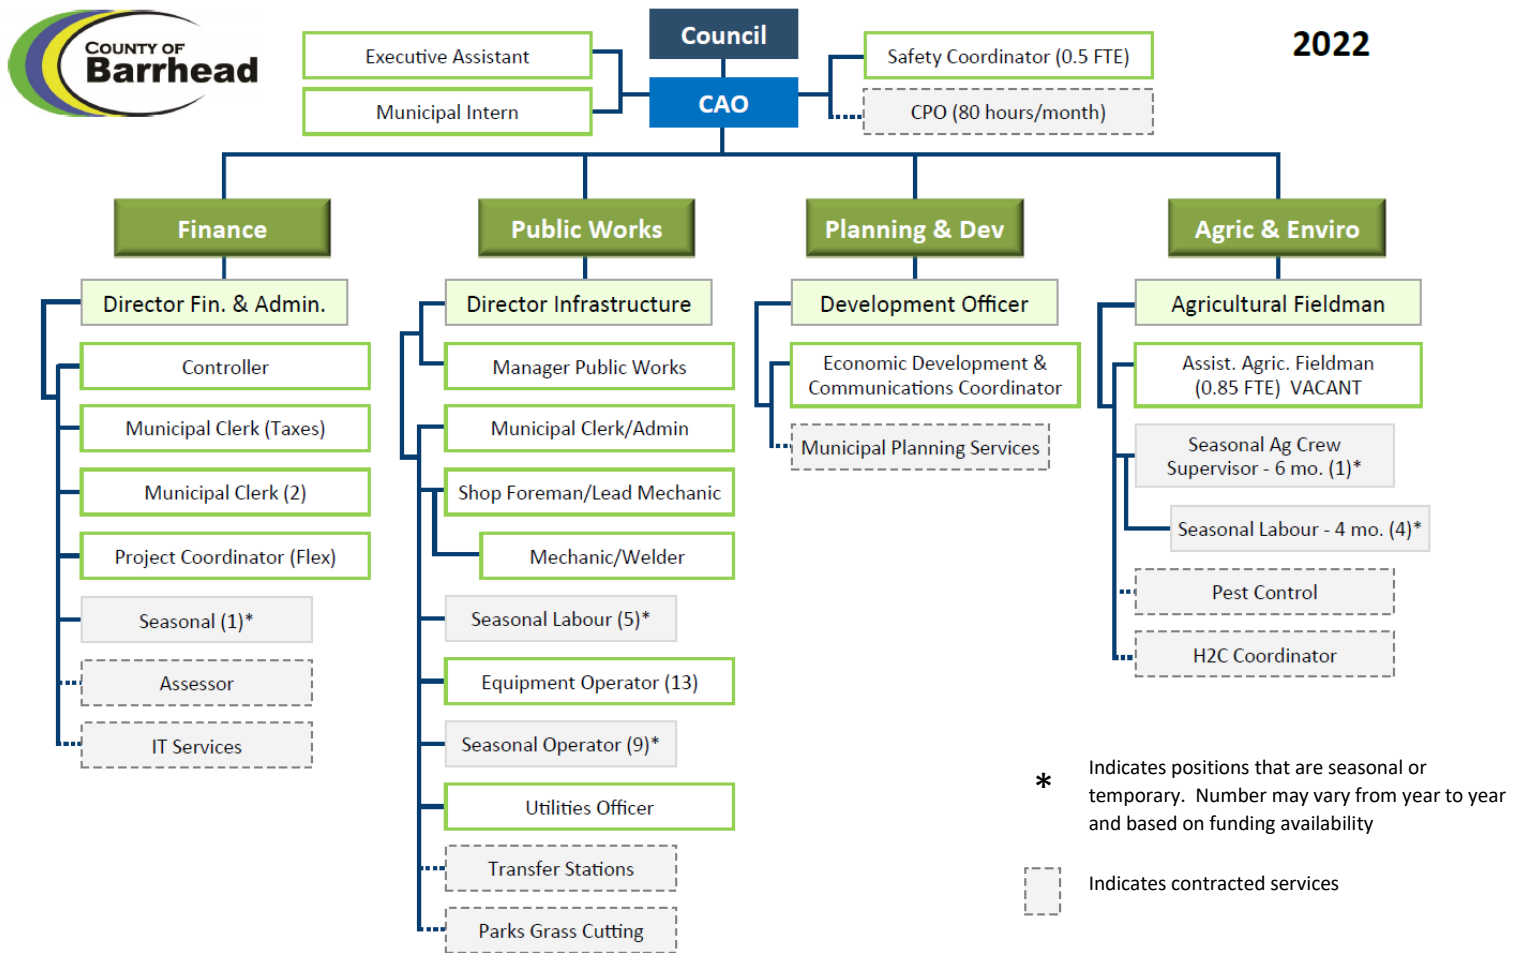 COUNTY OF
Barrhead
Council
2022
Executive Assistant
Safety Coordinator (0.5 FTE)
CAO
Municipal Intern
CPO (80 hours/month)
Finance
Director Fin. & Admin.
Controller
Municipal Clerk (Taxes)
Municipal Clerk (2)
Project Coordinator (Flex)
Seasonal (1)*
Assessor
IT Services
Public Works
Director Infrastructure
Manager Public Works
Municipal Clerk/Admin
Shop Foreman/Lead Mechanic
Mechanic/Welder
Seasonal Labour (5)*
Equipment Operator (13)
Seasonal Operator (9)*
Utilities Officer
Transfer Stations
Parks Grass Cutting
Planning & Dev
Development Officer
Economic Development &
Communications Coordinator
Municipal Planning Services
Agric & Enviro
Agricultural Fieldman
Assist. Agric. Fieldman
(0.85 FTE) VACANT
Seasonal Ag Crew
Supervisor - 6 mo. (1)*
Seasonal Labour - 4 mo. (4)*
Pest Control
H2C Coordinator
* Indicates positions that are seasonal or
temporary. Number may vary from year to year
and based on funding availability
Indicates contracted services